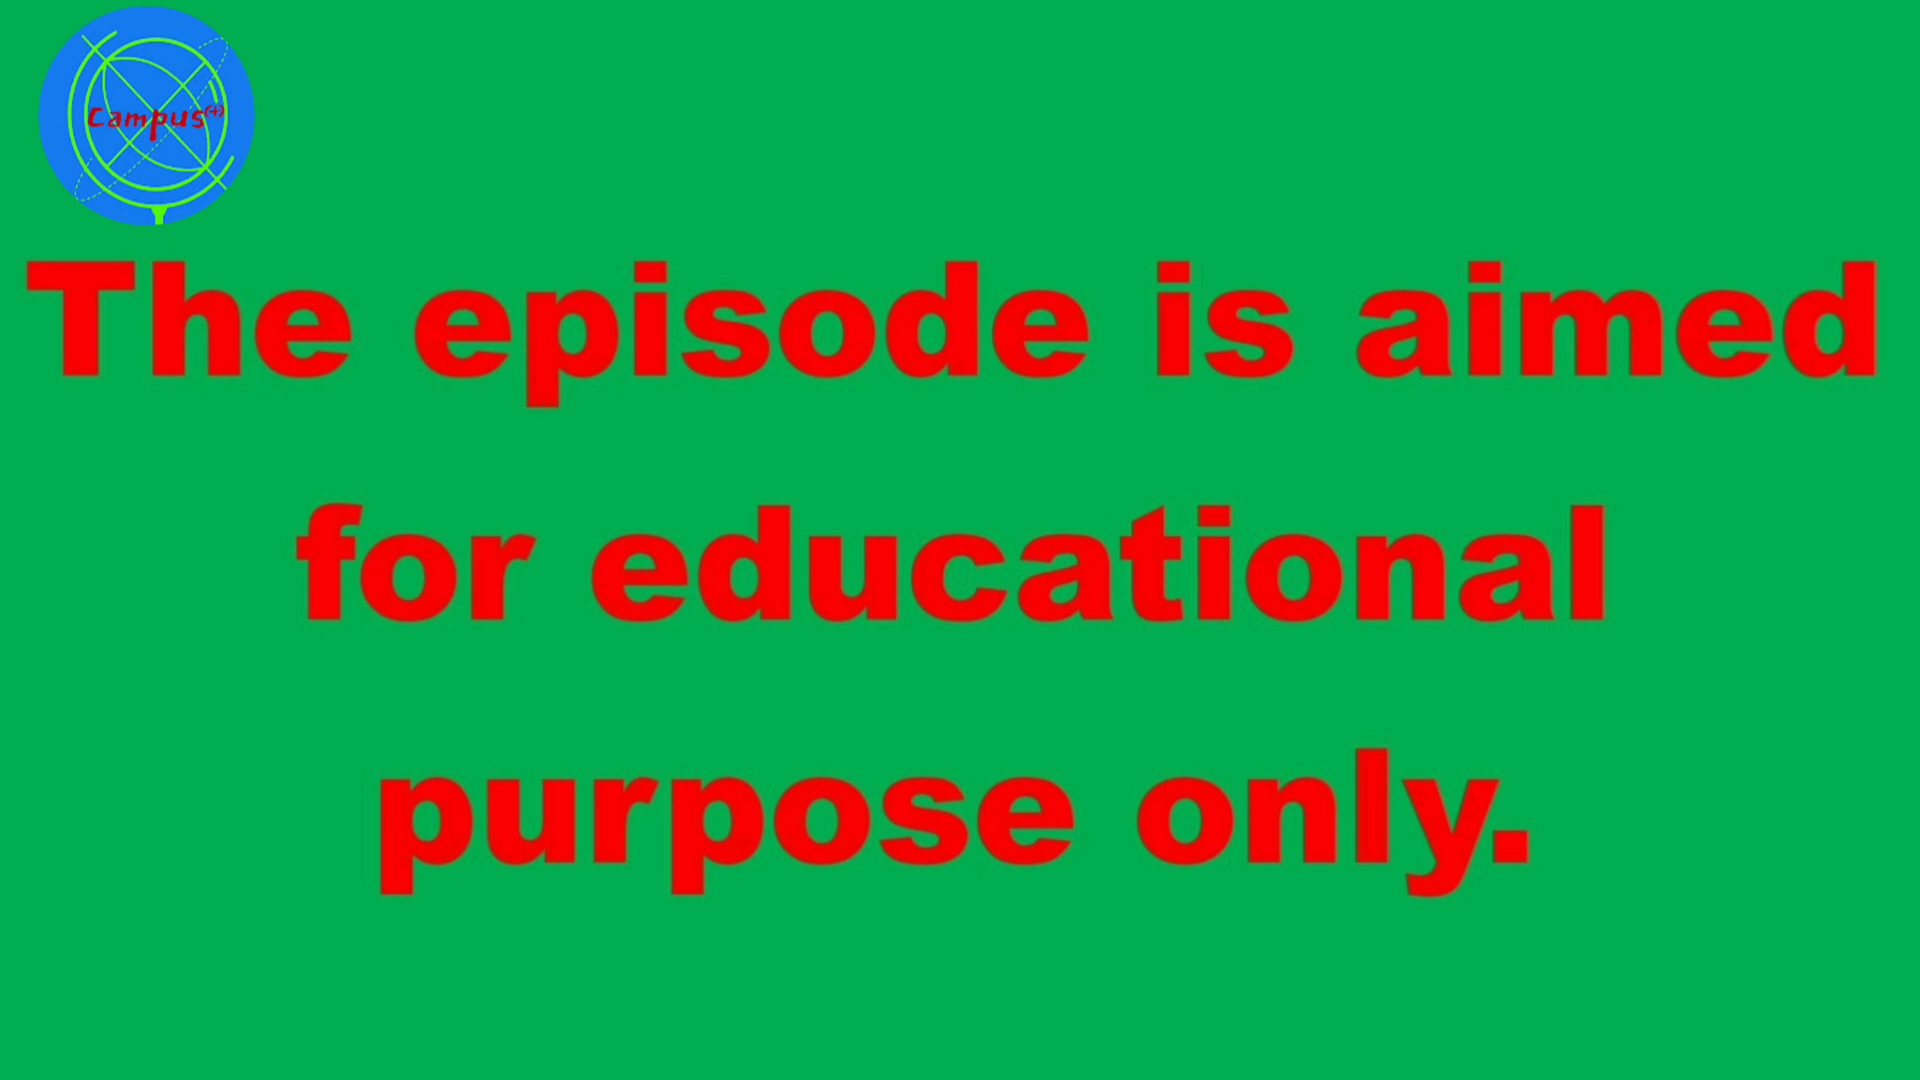 Campus(+)
The episode is aimed
for educational
purpose only.